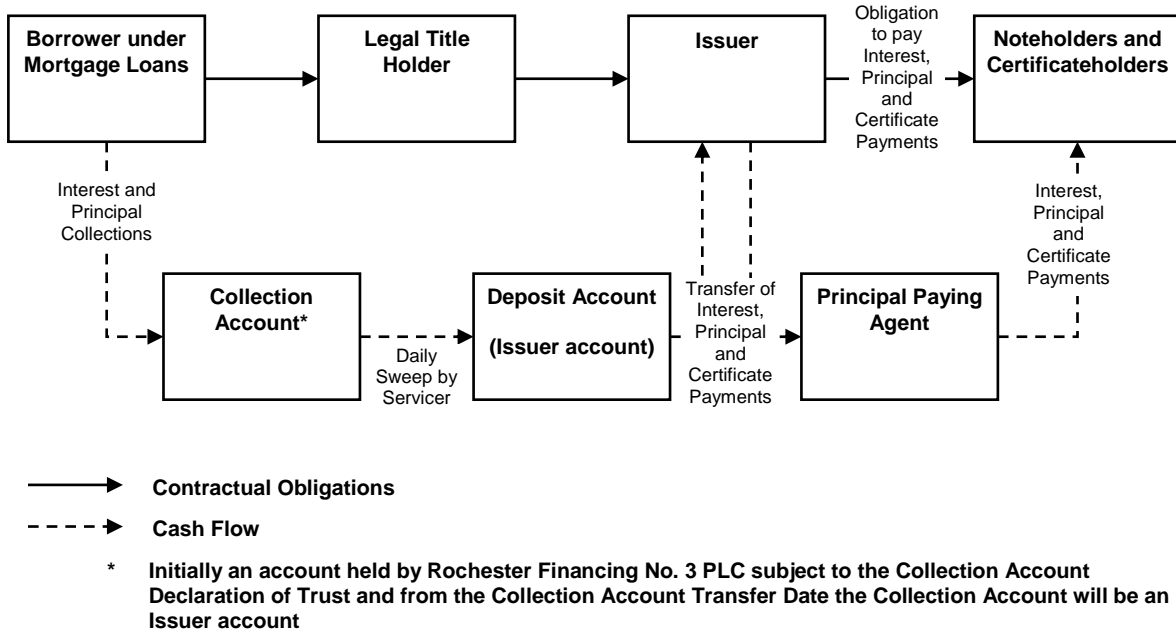 Borrower under
Mortgage Loans
Legal Title
Holder
Issuer
Obligation
to pay
Interest,
Principal
and
Certificate
Payments
Noteholders and
Certificateholders
Interest and
Principal
Collections
Interest,
Principal
and
Certificate
Payments
Collection
Account*
Daily
Sweep by
Servicer
Deposit Account
(Issuer account)
Transfer of
Interest,
Principal
and
Certificate
Payments
Principal Paying
Agent
Contractual Obligations
Cash Flow
* Initially an account held by Rochester Financing No. 3 PLC subject to the Collection Account
Declaration of Trust and from the Collection Account Transfer Date the Collection Account will be an
Issuer account